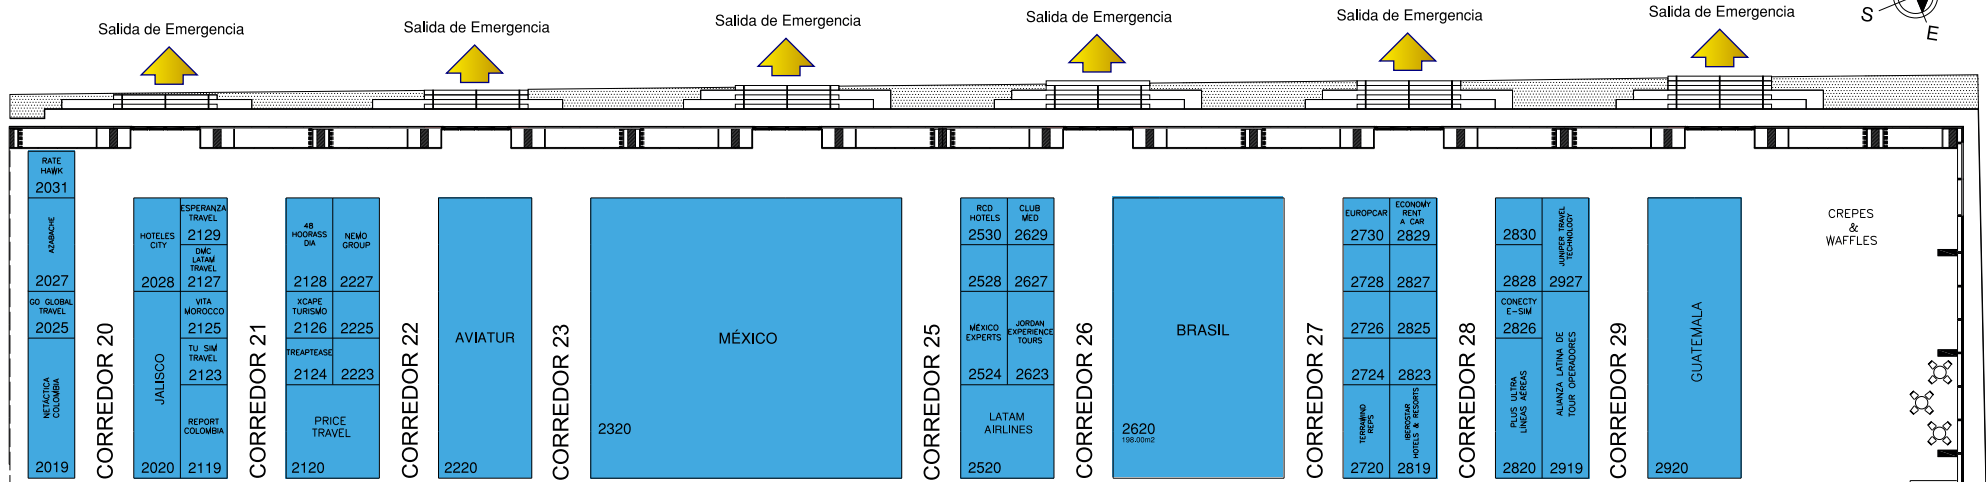 Salida de Emergencia
Salida de Emergencia
Salida de Emergencia
Salida de Emergencia
Salida de Emergencia
Salida de Emergencia
S
E
RATE
HAWK
2031
AZABACHE
2027
GO GLOBAL
TRAVEL
2025
NETACTICA
COLOMBIA
2019
CORREDOR 20
HOTELES
CITY
2028
JALISCO
2020
ESPERANZA
TRAVEL
2129
DMC
LATAM
TRAVEL
2127
VITA
MOROCCO
2125
TU SIM
TRAVEL
2123
REPORT
COLOMBIA
2119
CORREDOR 21
4B
HOORASS
DIA
2128
XCAPE
TURISMO
2126
TREAPTEASE
2124
PRICE
TRAVEL
2120
NEMO
GROUP
2227
2225
2223
CORREDOR 22
AVIATUR
2220
CORREDOR 23
MÉXICO
2320
CORREDOR 25
RCD
HOTELS
2530
2528
MÉXICO
EXPERTS
2524
LATAM
AIRLINES
2520
CLUB
MED
2629
2627
JORDAN
EXPERIENCE
TOURS
2623
CORREDOR 26
BRASIL
2620
198.00m2
CORREDOR 27
EUROPCAR
2730
2728
2726
2724
TERRAWIND
REPS
2720
ECONOMY
RENT
A CAR
2829
2827
2825
2823
IBEROSTAR
HOTELS & RESORTS
2819
CORREDOR 28
2830
2828
CONECTY
E-SIM
2826
PLUS ULTRA
LÍNEAS AÉREAS
2820
JUNIPER TRAVEL
TECHNOLOGY
2927
ALIANZA LATINA DE
TOUR OPERADORES
2919
CORREDOR 29
GUATEMALA
2920
CREPES
&
WAFFLES